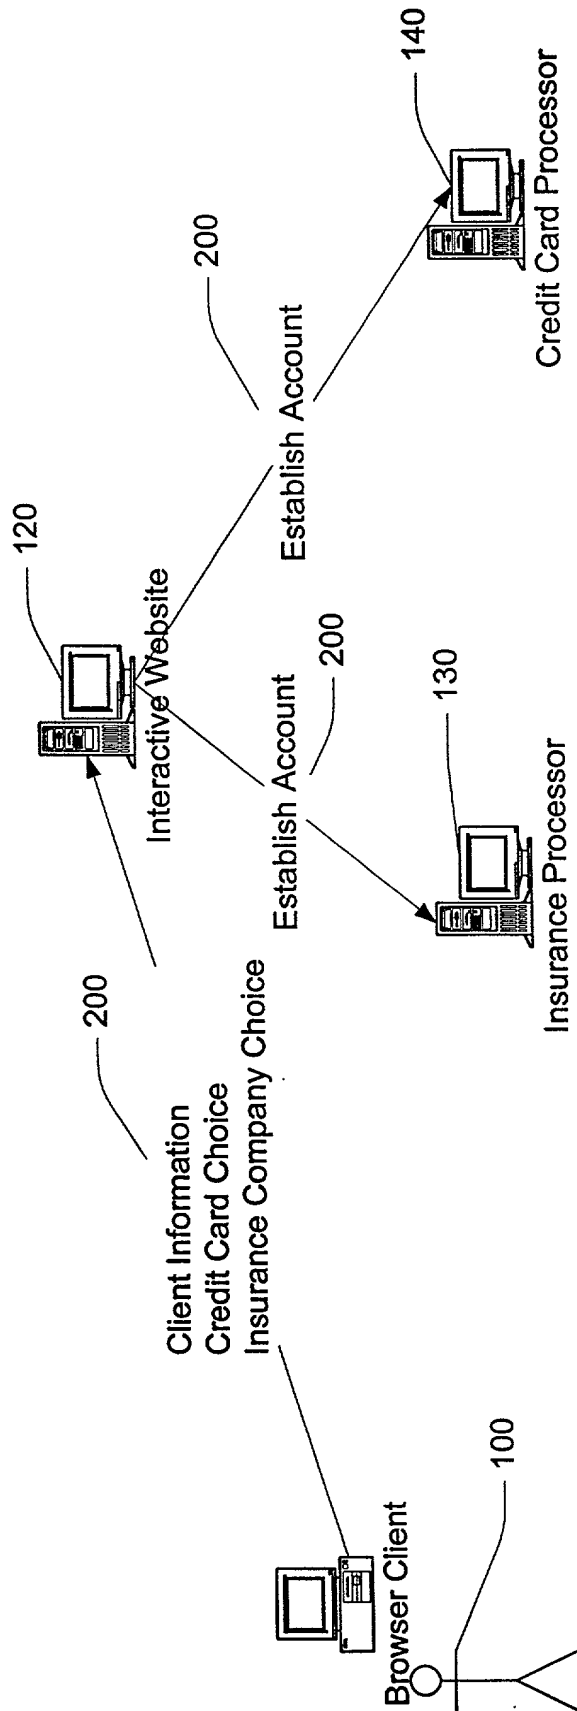 200
Client Information
Credit Card Choice
Insurance Company Choice
Browser Client
100
120
Interactive Website
200
Establish Account
200
Establish Account
130
Insurance Processor
140
Credit Card Processor